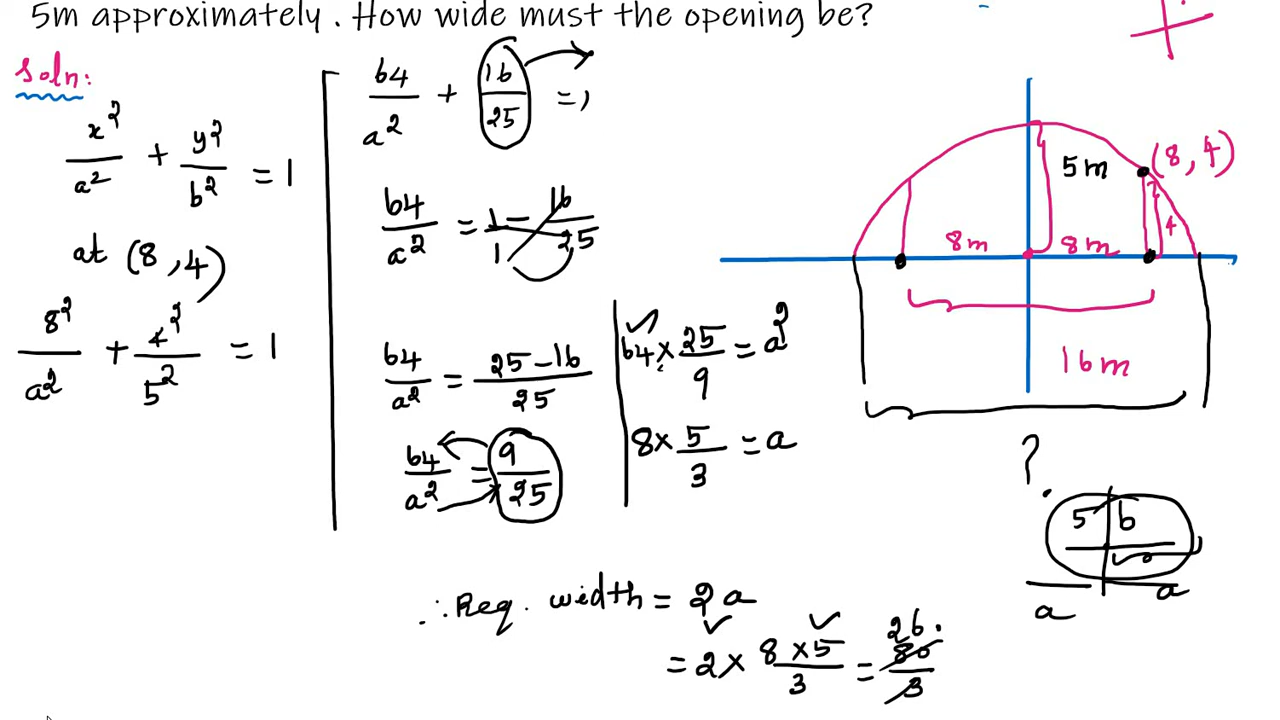 5m approximately . How wide must the opening be?
Soln:
x²/a² + y²/b² = 1
at (8,4)
8²/a² + 4²/5² = 1
64/a² + 16/25 = 1
64/a² = 1/1 - 16/25
64/a² = 25-16/25
64/a² = 9/25
64 × 25/9 = a²
8 × 5/3 = a
∴ Req. width = 2a
= 2 × 8 × 5/3 = 80/3
26.
(8, 4)
5m
4
8m 8m
16m
?
5 b
a a